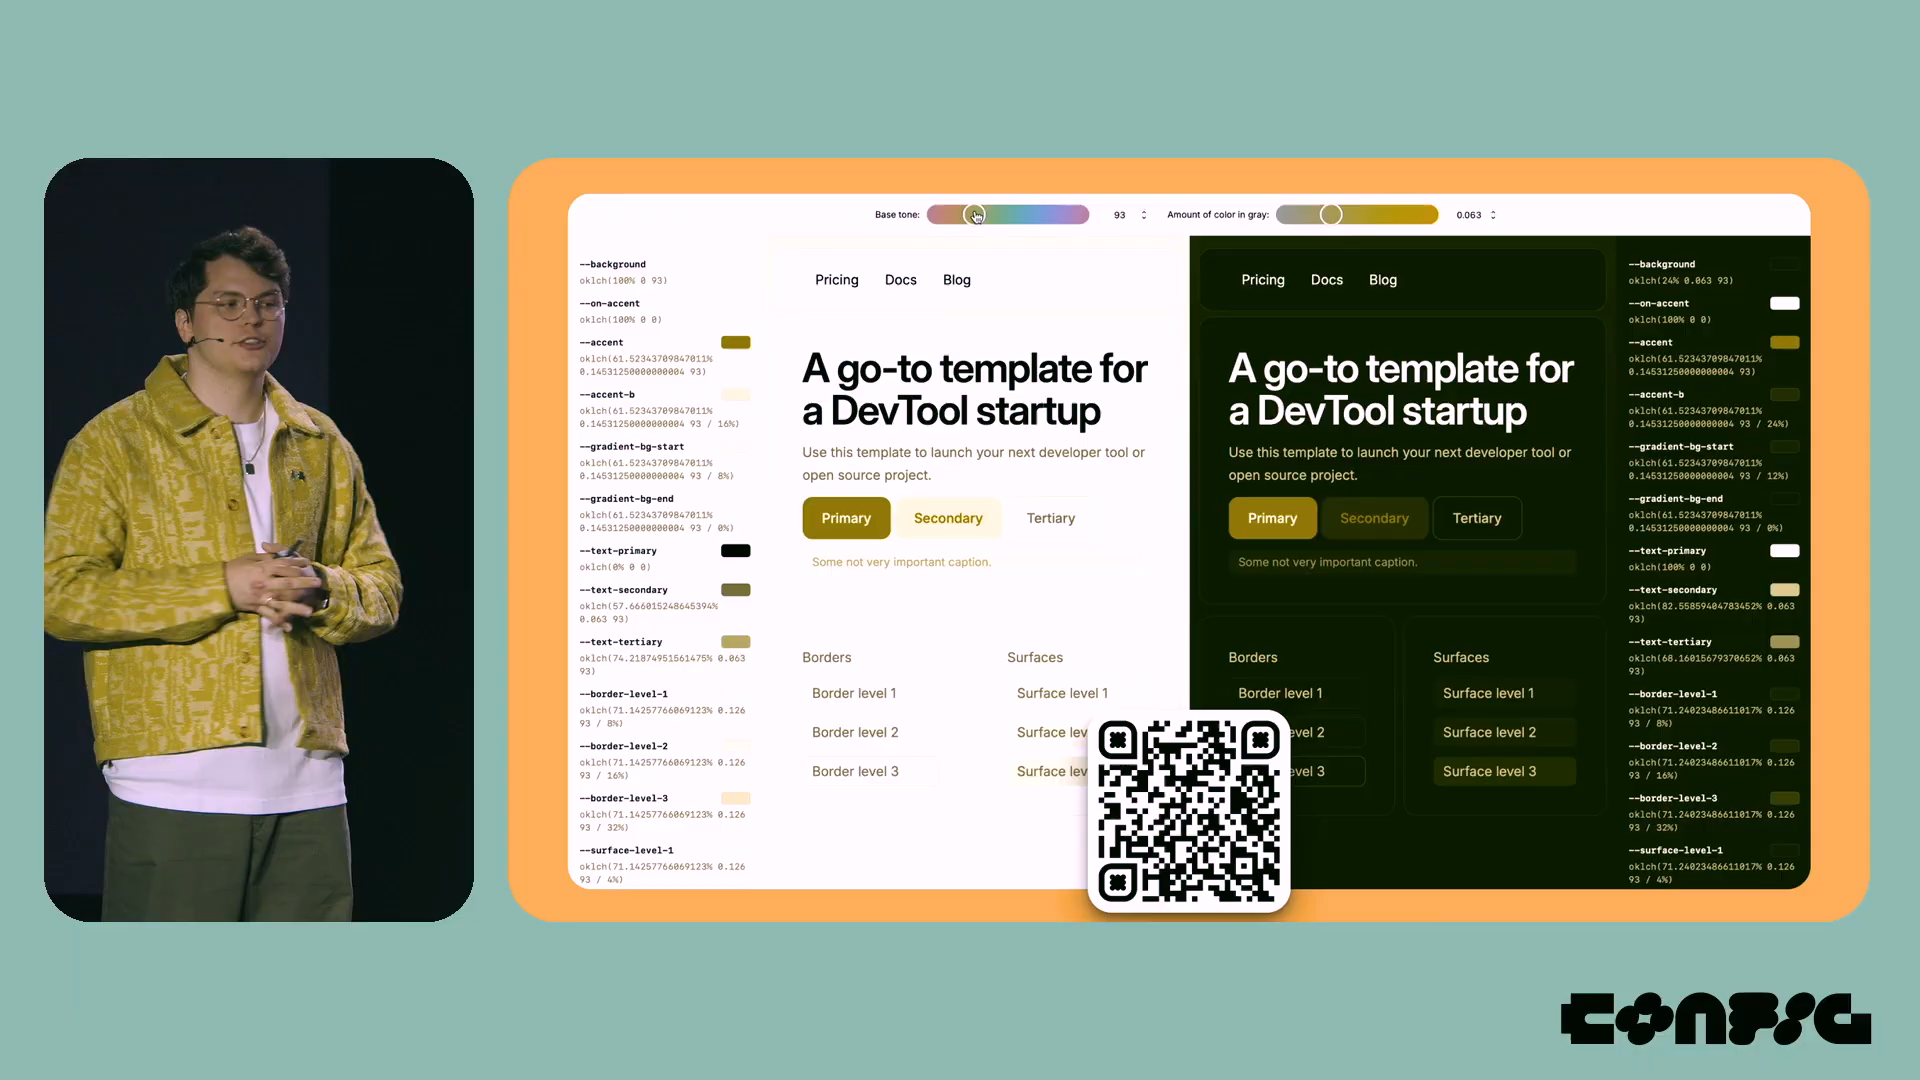 Base tone: 93 Amount of color in gray: 0.063
--background
oklch(100% 0 93)
--on-accent
oklch(100% 0 0)
--accent
oklch(61.52343709847011%
0.14531250000000004 93)
--accent-b
oklch(61.52343709847011%
0.14531250000000004 93 / 16%)
--gradient-bg-start
oklch(61.52343709847011%
0.14531250000000004 93 / 8%)
--gradient-bg-end
oklch(61.52343709847011%
0.14531250000000004 93 / 0%)
--text-primary
oklch(0% 0 0)
--text-secondary
oklch(57.666015248645394%
0.063 93)
--text-tertiary
oklch(74.21874951561475% 0.063
93)
--border-level-1
oklch(71.14257766069123% 0.126
93 / 8%)
--border-level-2
oklch(71.14257766069123% 0.126
93 / 16%)
--border-level-3
oklch(71.14257766069123% 0.126
93 / 32%)
--surface-level-1
oklch(71.14257766069123% 0.126
93 / 4%)
Pricing Docs Blog
A go-to template for
a DevTool startup
Use this template to launch your next developer tool or
open source project.
Primary Secondary Tertiary
Some not very important caption.
Borders
Border level 1
Border level 2
Border level 3
Surfaces
Surface level 1
Surface lev
Surface lev
Pricing Docs Blog
A go-to template for
a DevTool startup
Use this template to launch your next developer tool or
open source project.
Primary Secondary Tertiary
Some not very important caption.
Borders
Border level 1
evel 2
evel 3
Surfaces
Surface level 1
Surface level 2
Surface level 3
--background
oklch(24% 0.063 93)
--on-accent
oklch(100% 0 0)
--accent
oklch(61.52343709847011%
0.14531250000000004 93)
--accent-b
oklch(61.52343709847011%
0.14531250000000004 93 / 24%)
--gradient-bg-start
oklch(61.52343709847011%
0.14531250000000004 93 / 12%)
--gradient-bg-end
oklch(61.52343709847011%
0.14531250000000004 93 / 0%)
--text-primary
oklch(100% 0 0)
--text-secondary
oklch(82.55859404783452% 0.063
93)
--text-tertiary
oklch(68.16015679370652% 0.063
93)
--border-level-1
oklch(71.24023486611017% 0.126
93 / 8%)
--border-level-2
oklch(71.24023486611017% 0.126
93 / 16%)
--border-level-3
oklch(71.24023486611017% 0.126
93 / 32%)
--surface-level-1
oklch(71.24023486611017% 0.126
93 / 4%)
CONFIG